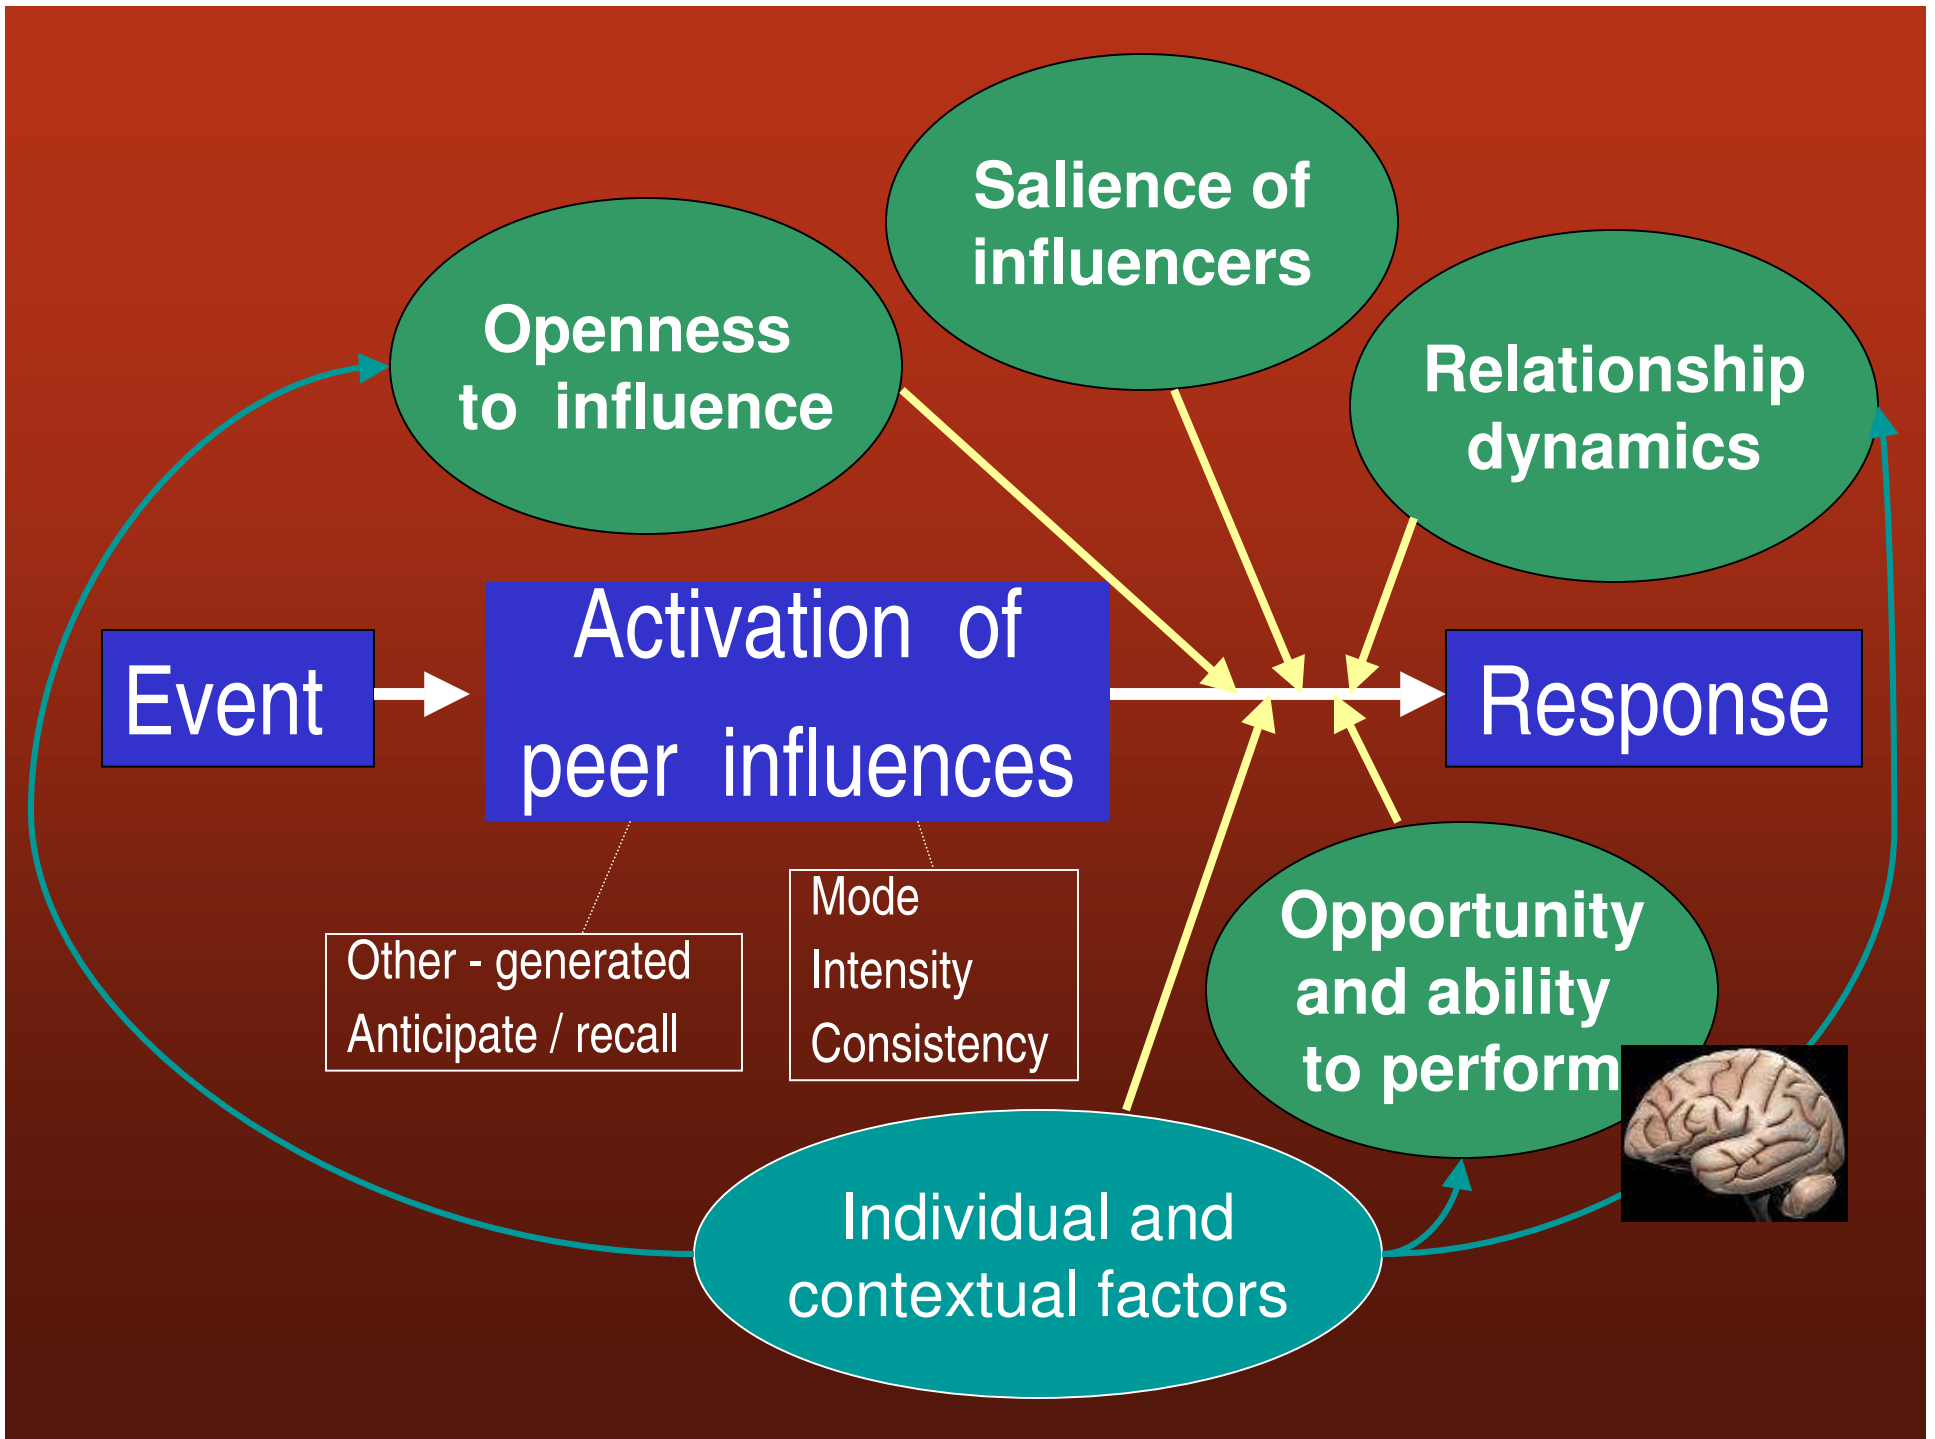 Salience of
influencers
Openness
to influence
Relationship
dynamics
Event
Activation of
peer influences
Response
Other - generated
Anticipate / recall
Mode
Intensity
Consistency
Opportunity
and ability
to perform
Individual and
contextual factors